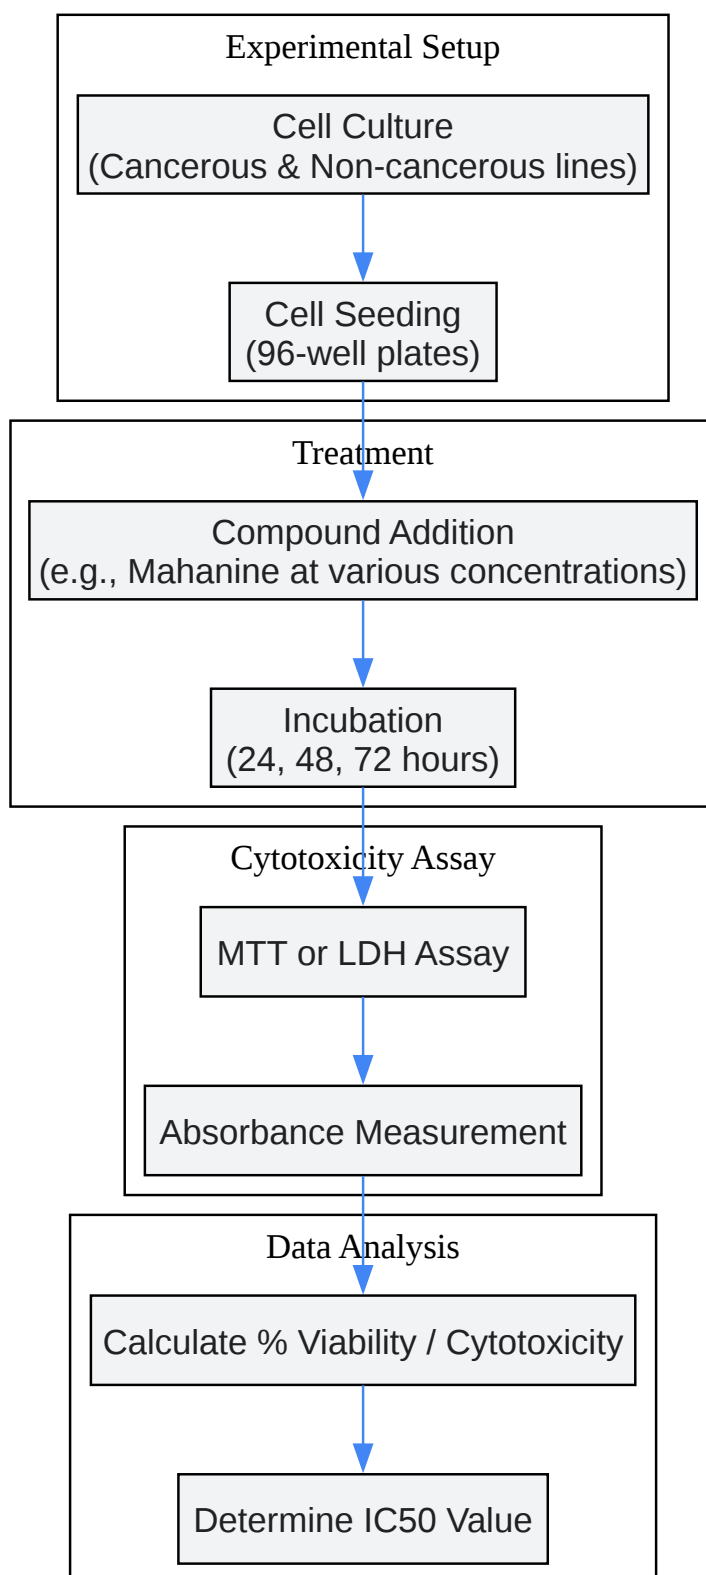 Experimental Setup
Cell Culture
(Cancerous & Non-cancerous lines)
Cell Seeding
(96-well plates)
Treatment
Compound Addition
(e.g., Mahanine at various concentrations)
Incubation
(24, 48, 72 hours)
Cytotoxicity Assay
MTT or LDH Assay
Absorbance Measurement
Data Analysis
Calculate % Viability / Cytotoxicity
Determine IC50 Value